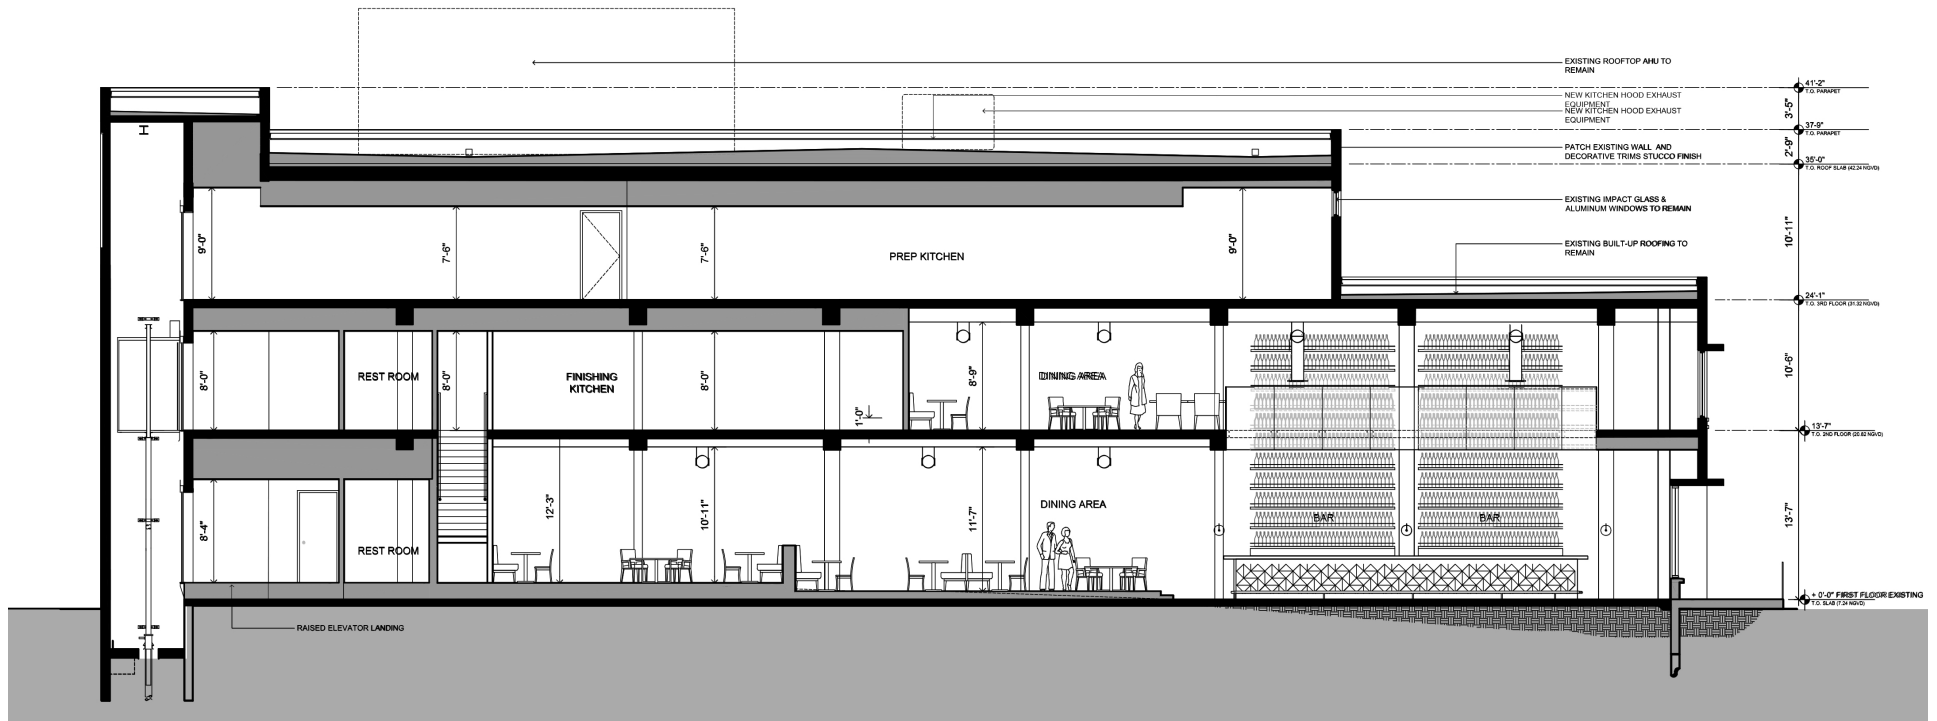 EXISTING ROOFTOP AHU TO
REMAIN
41'-2"
T.O. PARAPET
NEW KITCHEN HOOD EXHAUST
EQUIPMENT
NEW KITCHEN HOOD EXHAUST
EQUIPMENT
3'-5"
37'-9"
T.O. PARAPET
PATCH EXISTING WALL AND
DECORATIVE TRIMS STUCCO FINISH
2'-9"
35'-0"
T.O. ROOF SLAB (42.24 NGVD)
EXISTING IMPACT GLASS &
ALUMINUM WINDOWS TO REMAIN
9'-0"
7'-6"
7'-6"
PREP KITCHEN
9'-0"
EXISTING BUILT-UP ROOFING TO
REMAIN
10'-11"
24'-1"
T.O. 3RD FLOOR (31.32 NGVD)
8'-0"
REST ROOM
8'-0"
FINISHING
KITCHEN
8'-0"
1'-0"
8'-9"
DINING AREA
10'-6"
13'-7"
T.O. 2ND FLOOR (20.82 NGVD)
8'-4"
REST ROOM
12'-3"
10'-11"
11'-7"
DINING AREA
BAR
BAR
13'-7"
+ 0'-0" FIRST FLOOR EXISTING
T.O. SLAB (7.24 NGVD)
RAISED ELEVATOR LANDING